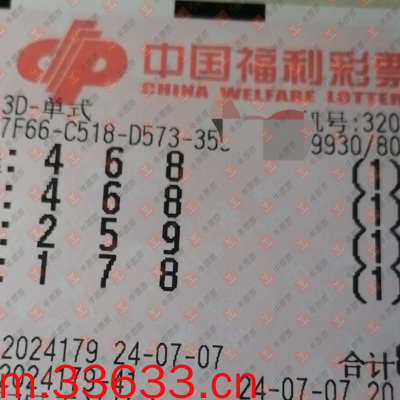 中国福利彩票
CHINA WELFARE LOTTER
3D-单式
7F66-C518-D573-35
号:320
9930/80
: 4 6 8 (1)
: 4 6 8 (1)
: 2 5 9 (1)
: 1 7 8 (1)
2024179 24-07-07
合计
2024179-41
24-07-07 20
m.33633.cn